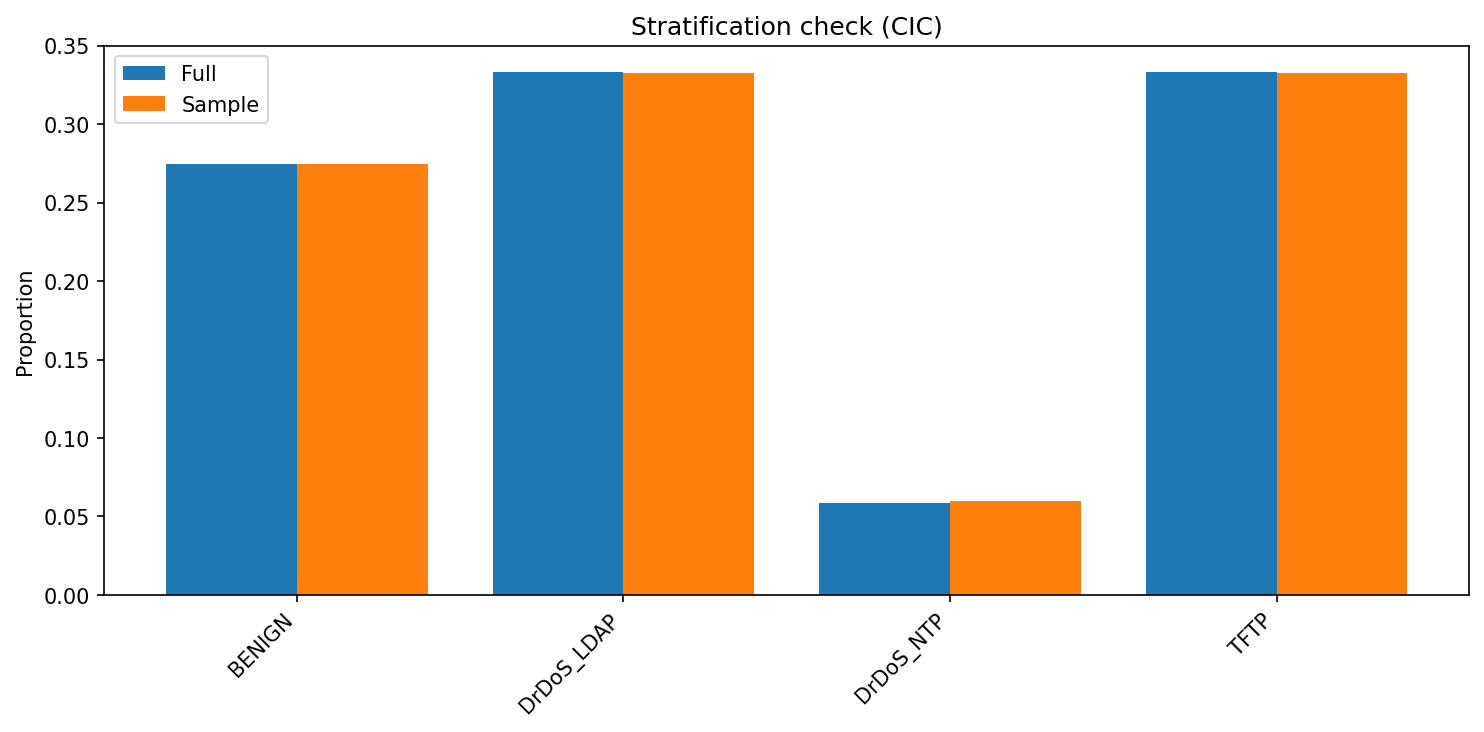 Stratification check (CIC)
Full
Sample
Proportion
0.35
0.30
0.25
0.20
0.15
0.10
0.05
0.00
BENIGN
DrDoS_LDAP
DrDoS_NTP
TFTP